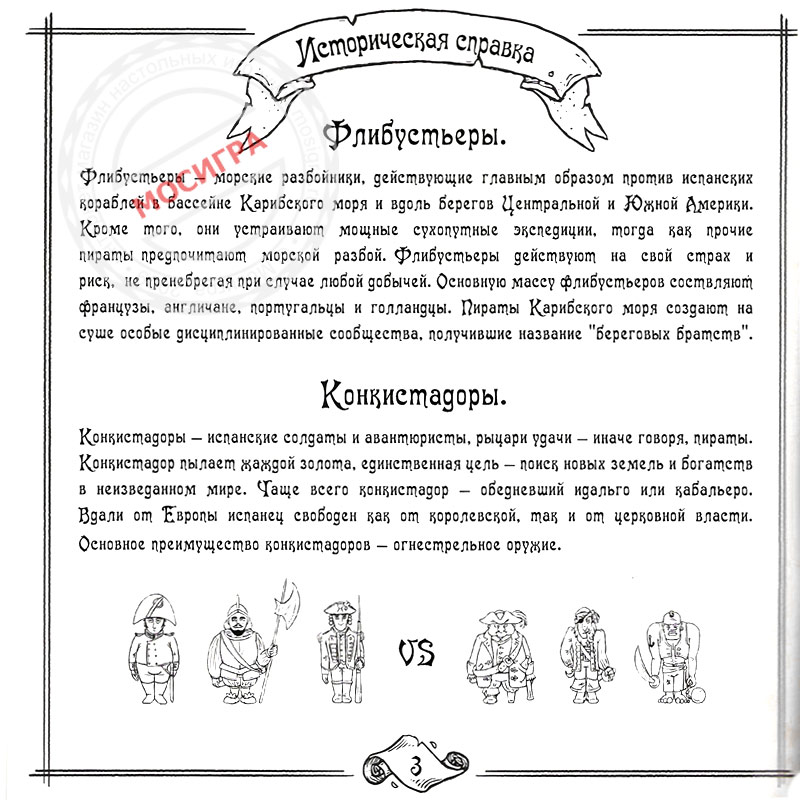 Историческая справка
Флибустьеры.
Флибустьеры – морские разбойники, действующие главным образом против испанских
кораблей в бассейне Карибского моря и вдоль берегов Центральной и Южной Америки.
Кроме того, они устраивают мощные сухопутные экспедиции, тогда как прочие
пираты предпочитают морской разбой. Флибустьеры действуют на свой страх и
риск, не пренебрегая при случае любой добычей. Основную массу флибустьеров соствляют
французы, англичане, португальцы и голландцы. Пираты Карибского моря создают на
суше особые дисциплинированные сообщества, получившие название "береговых братств".
Конкистадоры.
Конкистадоры – испанские солдаты и авантюристы, рыцари удачи – иначе говоря, пираты.
Конкистадор пылает жаждой золота, единственная цель – поиск новых земель и богатств
в неизведанном мире. Чаще всего конкистадор – обедневший идальго или кабальеро.
Вдали от Европы испанец свободен как от королевской, так и от церковной власти.
Основное преимущество конкистадоров – огнестрельное оружие.
VS
3
МОСИГРА
магазин настольных